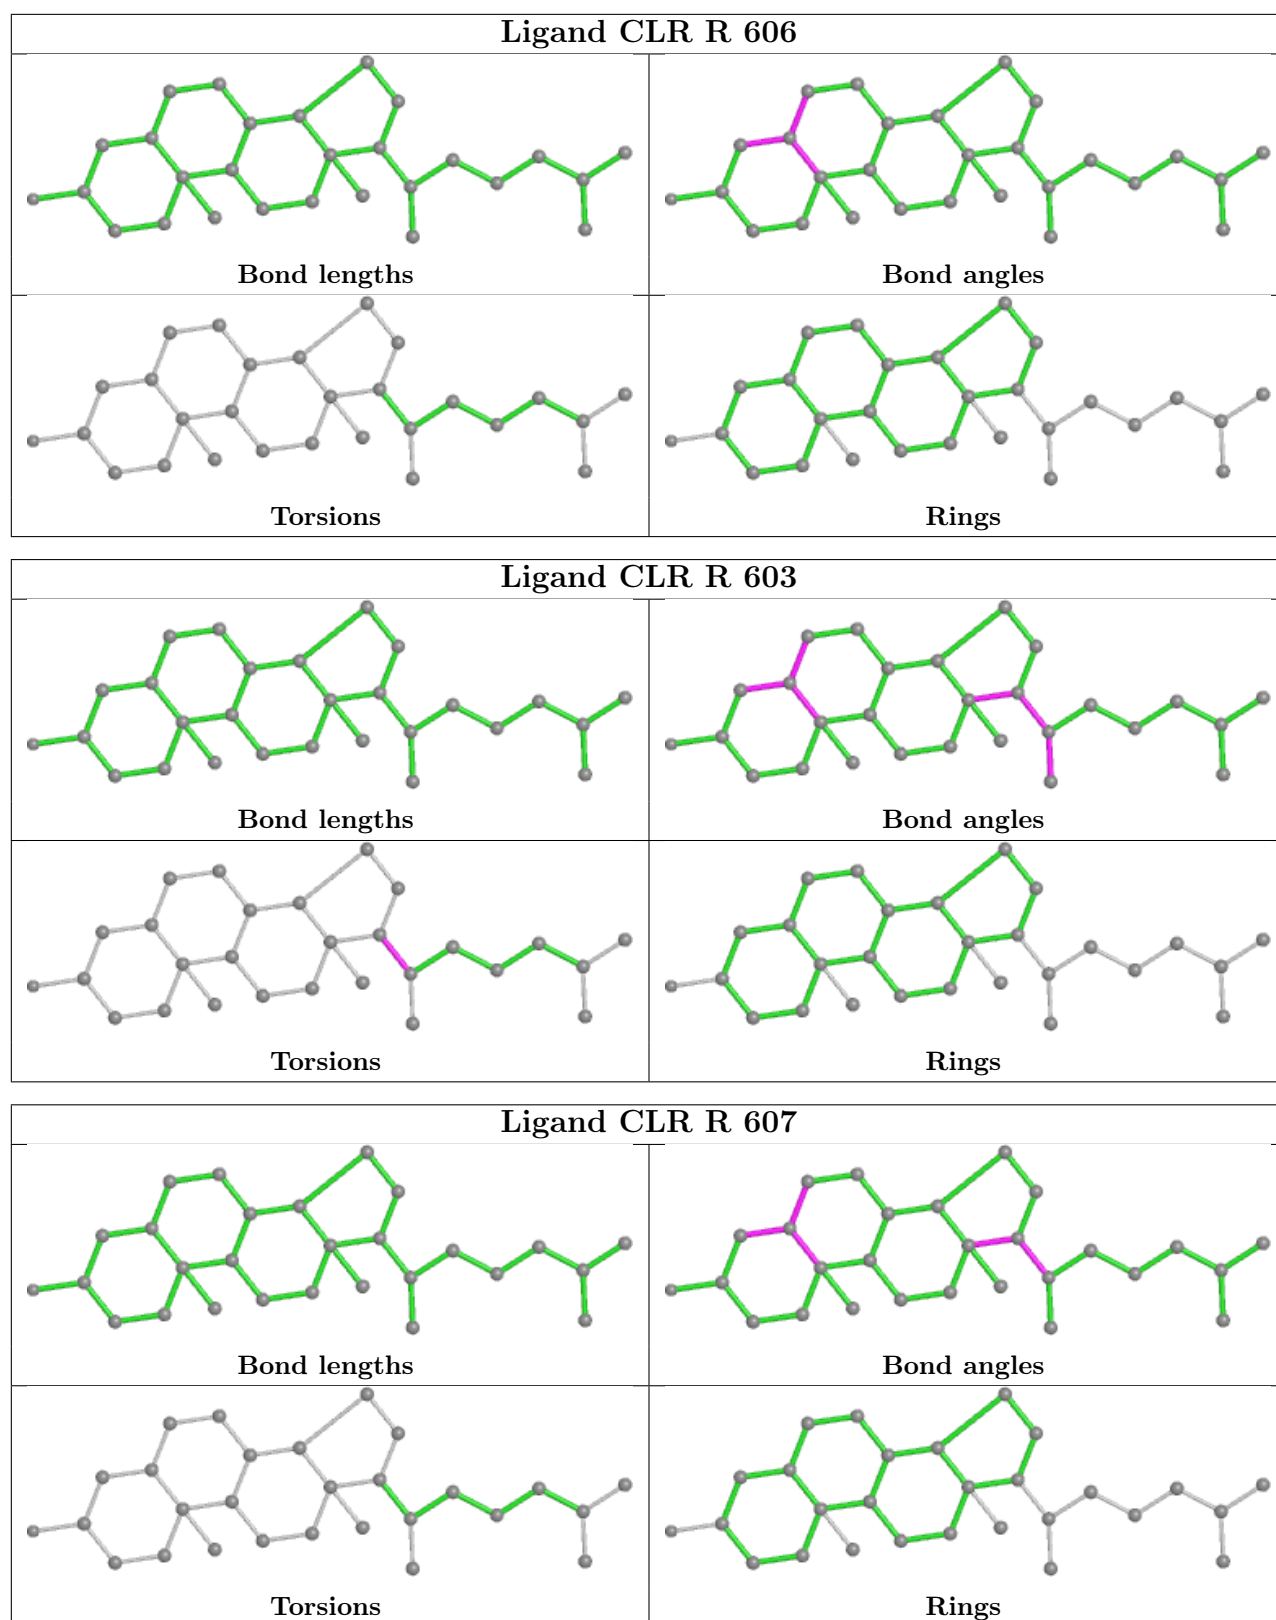 Ligand CLR R 606
Bond lengths
Bond angles
Torsions
Rings
Ligand CLR R 603
Bond lengths
Bond angles
Torsions
Rings
Ligand CLR R 607
Bond lengths
Bond angles
Torsions
Rings